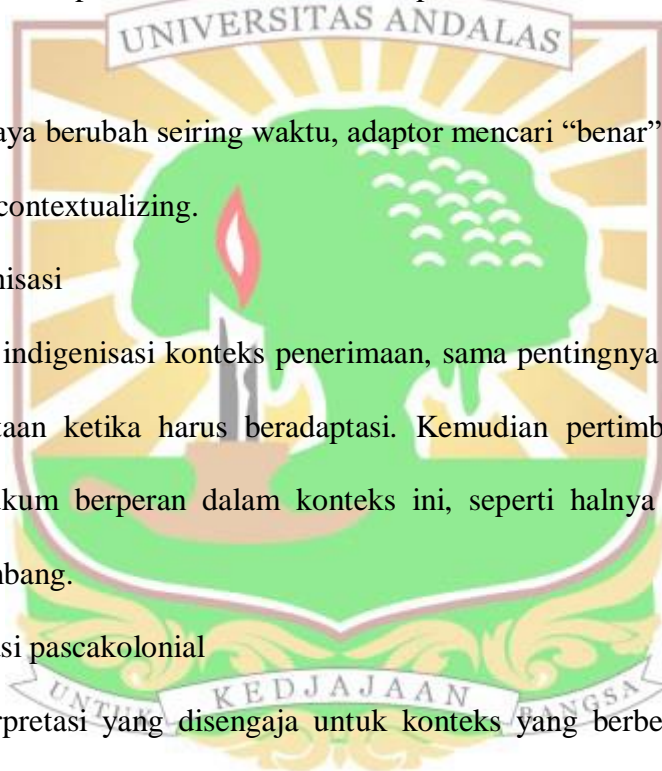 UNIVERSITAS ANDALAS
aya berubah seiring waktu, adaptor mencari “benar”
contextualizing.
nisasi
indigenisasi konteks penerimaan, sama pentingnya
taan ketika harus beradaptasi. Kemudian pertimb
ukum berperan dalam konteks ini, seperti halnya
nbang.
si pascakolonial
UNTUK KEDJAJAAN BANGSA
rpretasi yang disengaja untuk konteks yang berbe